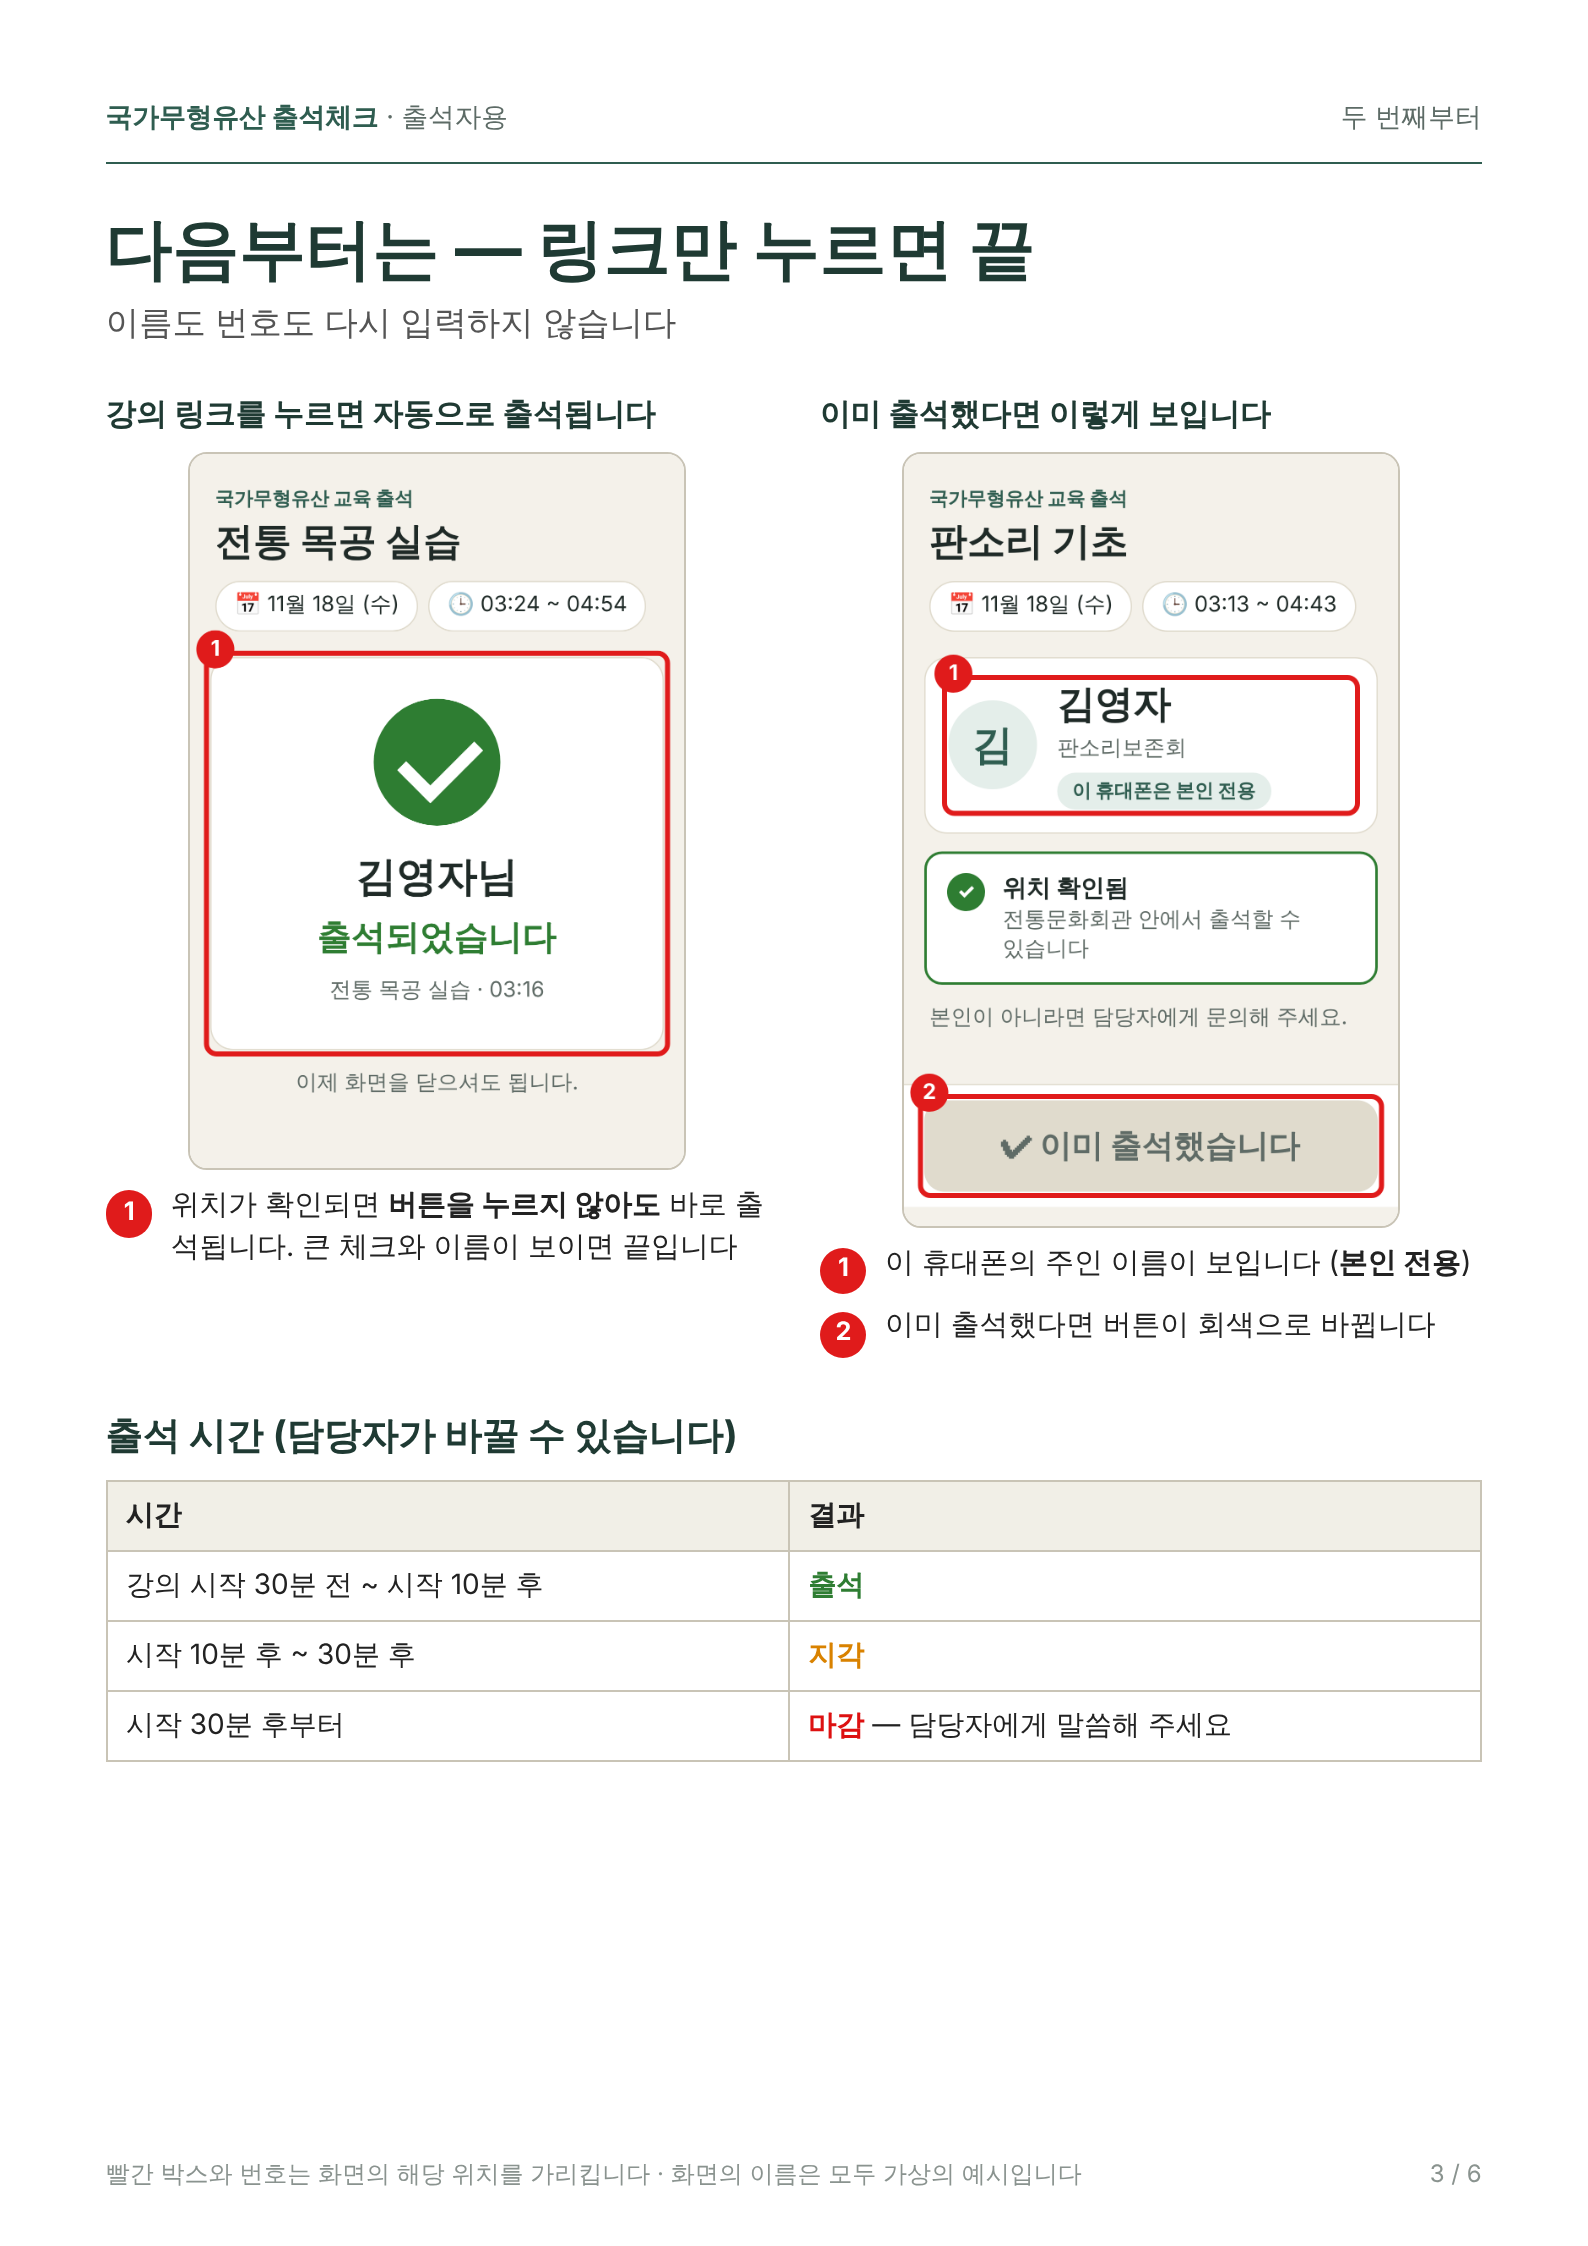 국가무형유산 출석체크 · 출석자용
두 번째부터
다음부터는 — 링크만 누르면 끝
이름도 번호도 다시 입력하지 않습니다
강의 링크를 누르면 자동으로 출석됩니다
국가무형유산 교육 출석
전통 목공 실습
11월 18일 (수)
03:24 ~ 04:54
1
김영자님
출석되었습니다
전통 목공 실습 · 03:16
이제 화면을 닫으셔도 됩니다.
1 위치가 확인되면 버튼을 누르지 않아도 바로 출
석됩니다. 큰 체크와 이름이 보이면 끝입니다
이미 출석했다면 이렇게 보입니다
국가무형유산 교육 출석
판소리 기초
11월 18일 (수)
03:13 ~ 04:43
1
김
김영자
판소리보존회
이 휴대폰은 본인 전용
위치 확인됨
전통문화회관 안에서 출석할 수
있습니다
본인이 아니라면 담당자에게 문의해 주세요.
2
✔ 이미 출석했습니다
1 이 휴대폰의 주인 이름이 보입니다 (본인 전용)
2 이미 출석했다면 버튼이 회색으로 바뀝니다
출석 시간 (담당자가 바꿀 수 있습니다)
시간 결과
강의 시작 30분 전 ~ 시작 10분 후 출석
시작 10분 후 ~ 30분 후 지각
시작 30분 후부터 마감 — 담당자에게 말씀해 주세요
빨간 박스와 번호는 화면의 해당 위치를 가리킵니다 · 화면의 이름은 모두 가상의 예시입니다
3 / 6